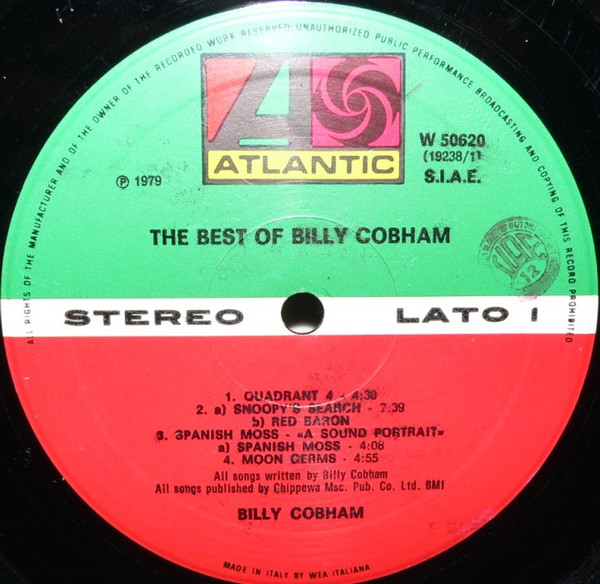 ALL RIGHTS OF THE MANUFACTURER AND OF THE OWNER OF THE RECORDED WORK RESERVED UNAUTHORIZED PUBLIC PERFORMANCE BROADCASTING AND COPYING OF THIS RECORD PROHIBITED
A
ATLANTIC
W 50620
(19238/1)
S.I.A.E.
℗ 1979
THE BEST OF BILLY COBHAM
STEREO LATO 1
1. QUADRANT 4 - 4:30
2. a) SNOOPY'S SEARCH - 7.39
b) RED BARON
3. SPANISH MOSS - «A SOUND PORTRAIT»
a) SPANISH MOSS - 4:08
4. MOON GERMS - 4:55
All songs written by Billy Cobham
All songs published by Chippewa Msc. Pub. Co. Ltd. BMI
BILLY COBHAM
MADE IN ITALY BY WEA ITALIANA